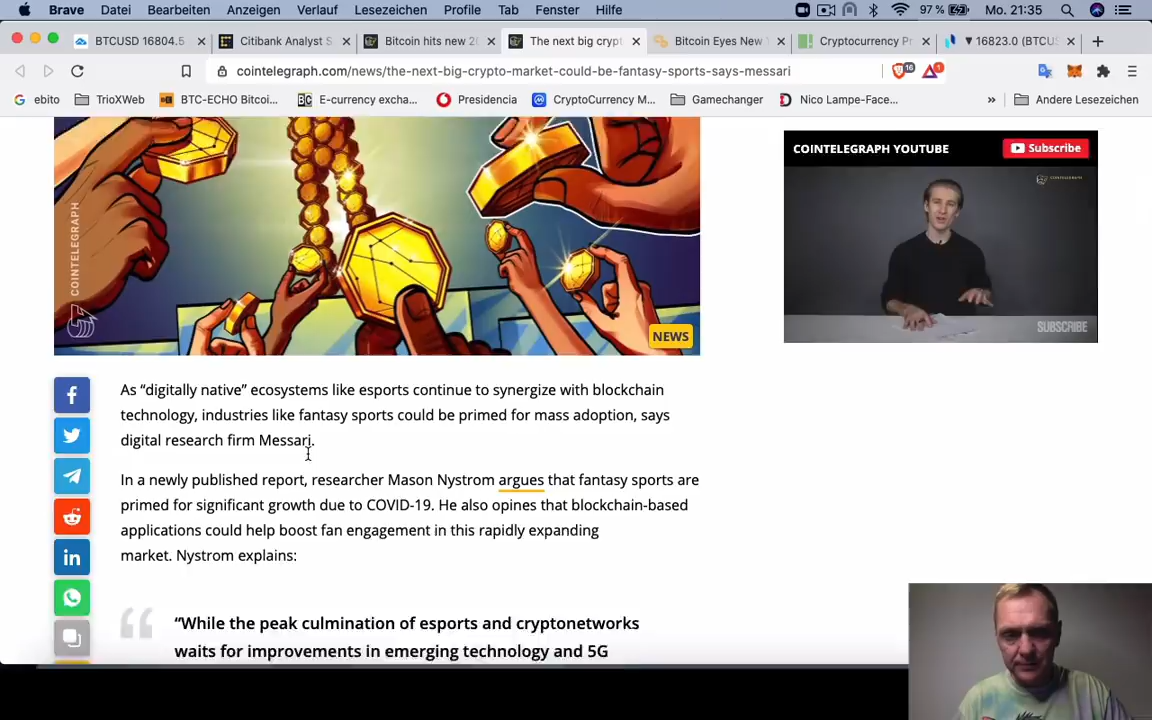 Brave Datei Bearbeiten Anzeigen Verlauf Lesezeichen Profile Tab Fenster Hilfe 97 % Mo. 21:35
BTCUSD 16804.5 Citibank Analyst S Bitcoin hits new 2 The next big crypt Bitcoin Eyes New Cryptocurrency Pr ▼ 16823.0 (BTCUS
cointelegraph.com/news/the-next-big-crypto-market-could-be-fantasy-sports-says-messari 16 1
ebito TrioXWeb BTC-ECHO Bitcoi... E-currency excha... Presidencia CryptoCurrency M... Gamechanger Nico Lampe-Face... » Andere Lesezeichen
COINTELEGRAPH YOUTUBE Subscribe
COINTELEGRAPH
NEWS
SUBSCRIBE
As “digitally native” ecosystems like esports continue to synergize with blockchain
technology, industries like fantasy sports could be primed for mass adoption, says
digital research firm Messari.
In a newly published report, researcher Mason Nystrom argues that fantasy sports are
primed for significant growth due to COVID-19. He also opines that blockchain-based
applications could help boost fan engagement in this rapidly expanding
market. Nystrom explains:
“While the peak culmination of esports and cryptonetworks
waits for improvements in emerging technology and 5G